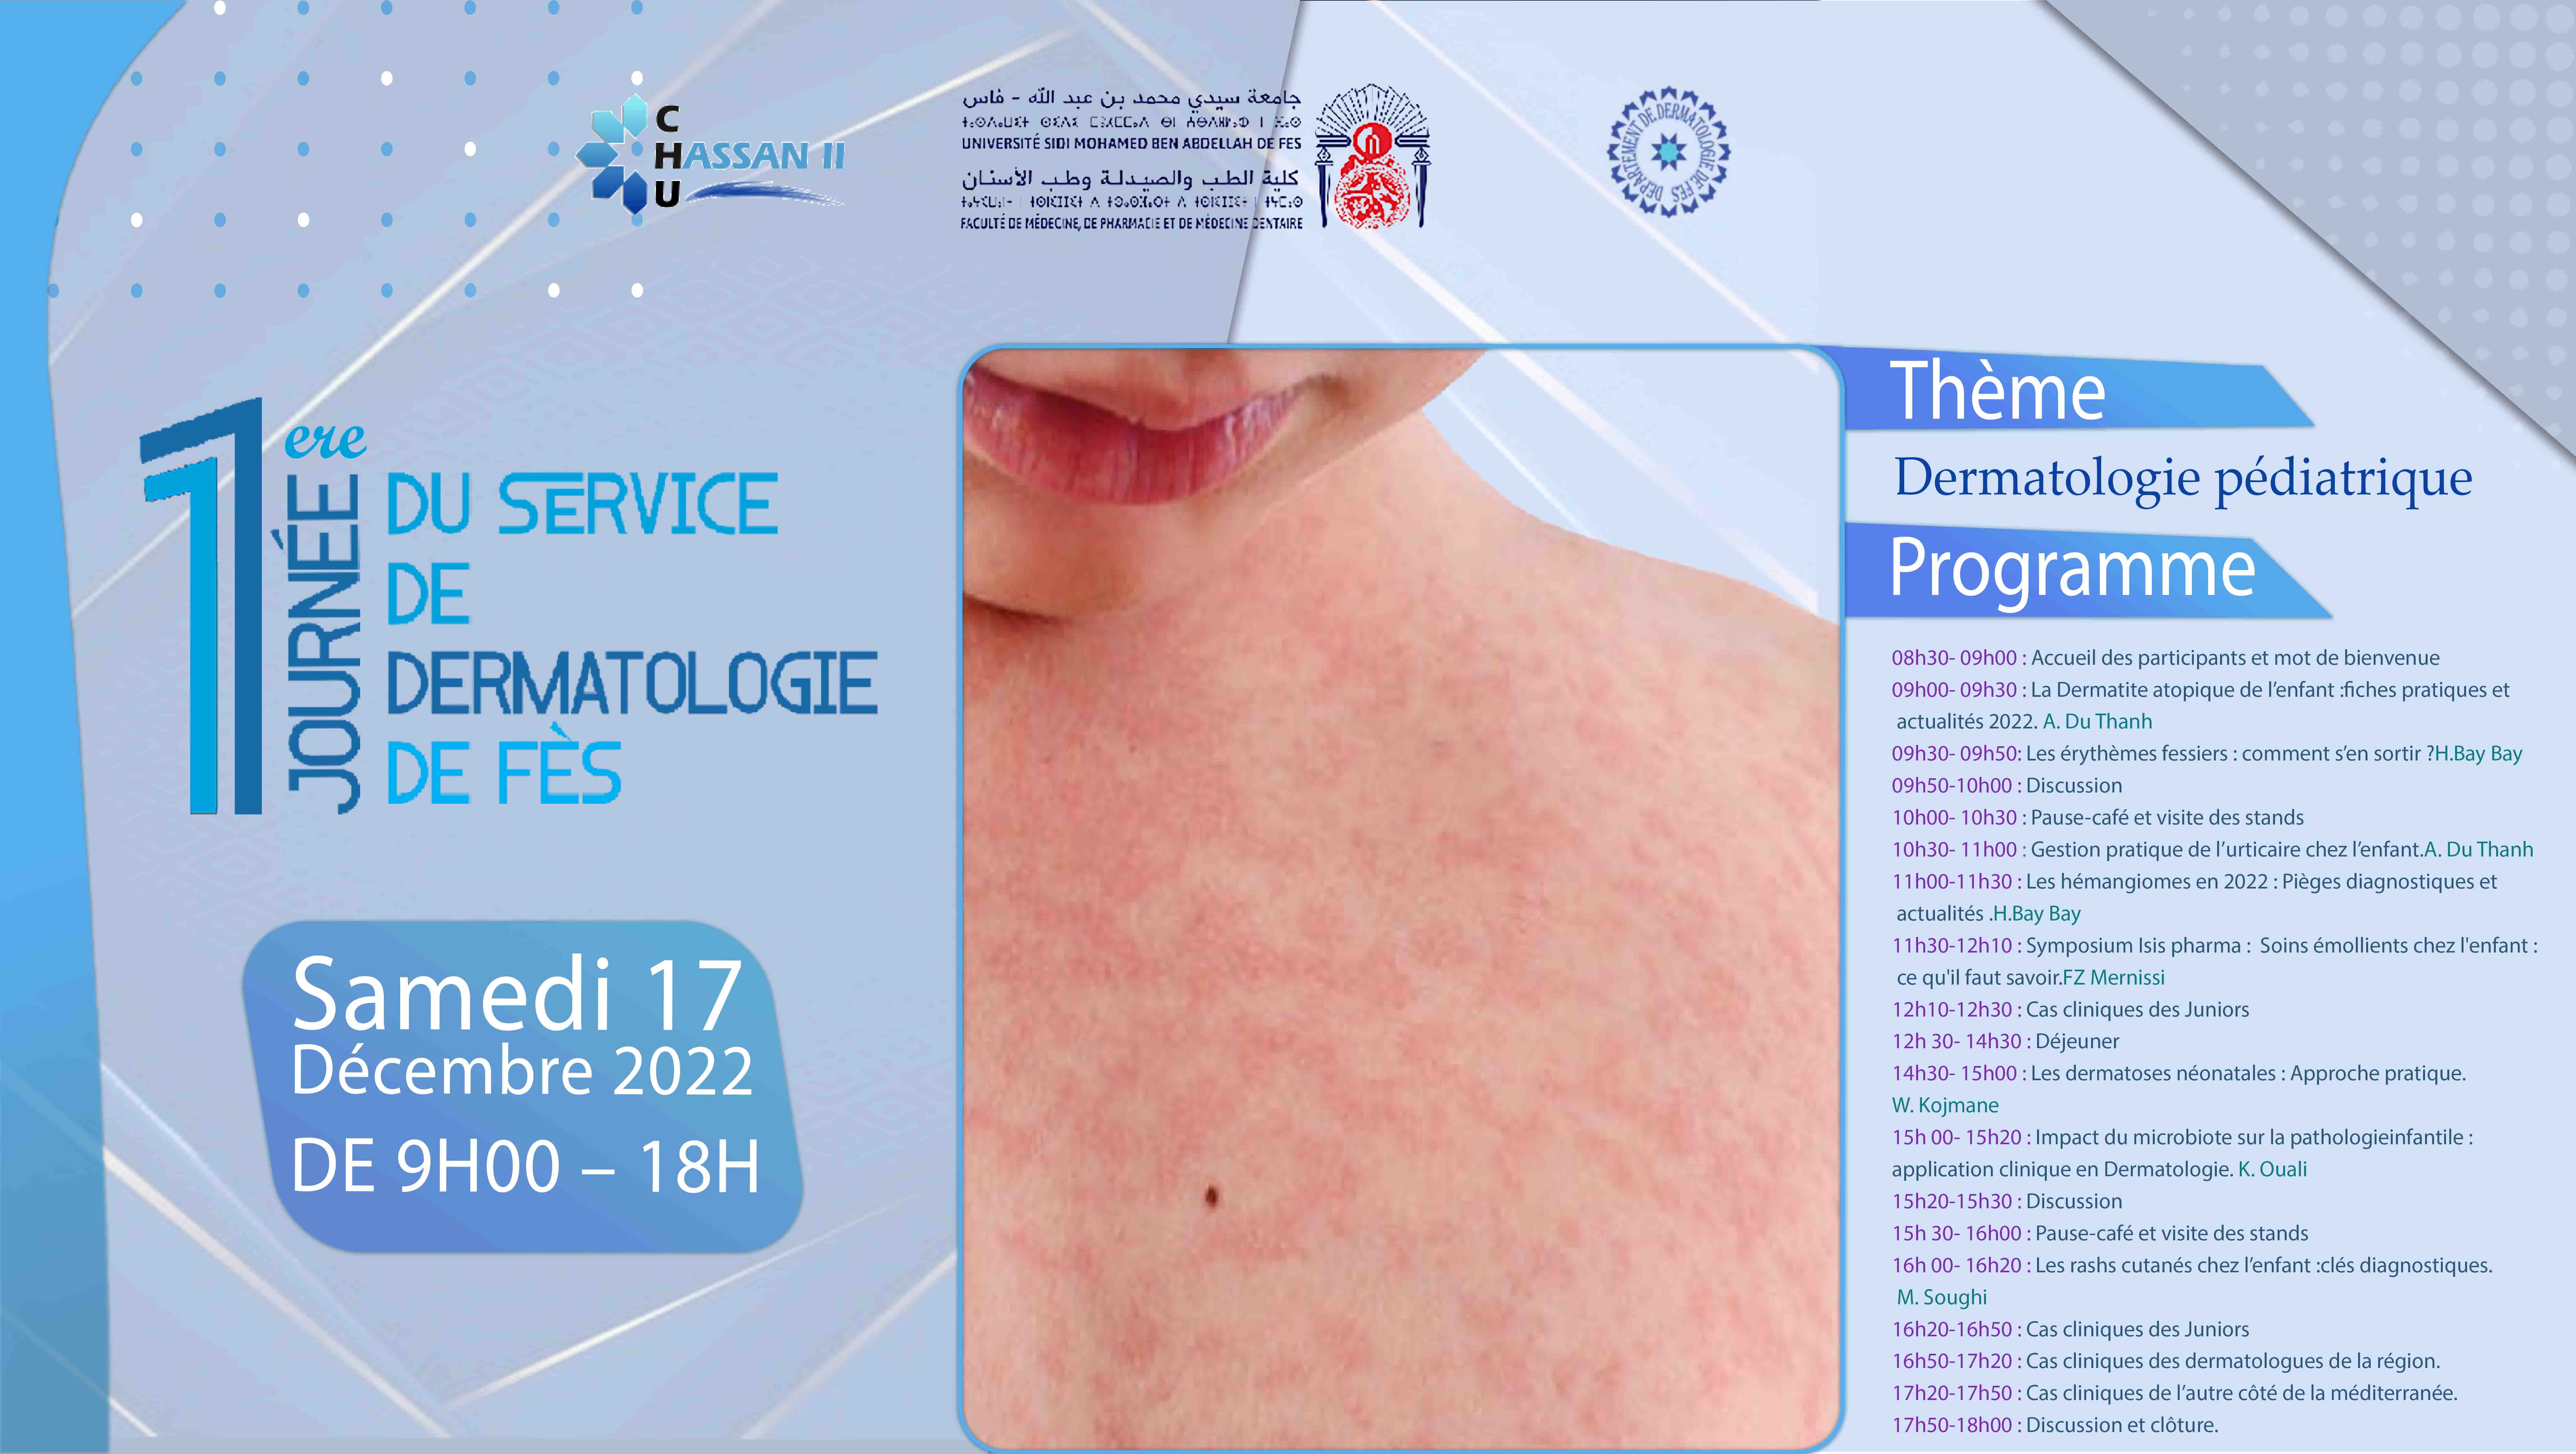 C
HASSAN II
U
جامعة سيدي محمد بن عبد الله - فاس
UNIVERSITÉ SIDI MOHAMED BEN ABDELLAH DE FES
كلية الطب والصيدلة وطب الأسنان
FACULTÉ DE MÉDECINE, DE PHARMACIE ET DE MÉDECINE DENTAIRE
DÉPARTEMENT DE DERMATOLOGIE DE FÈS
1ere
JOURNÉE
DU SERVICE
DE
DERMATOLOGIE
DE FÈS
Samedi 17
Décembre 2022
DE 9H00 – 18H
Thème
Dermatologie pédiatrique
Programme
08h30- 09h00 : Accueil des participants et mot de bienvenue
09h00- 09h30 : La Dermatite atopique de l’enfant :fiches pratiques et
actualités 2022. A. Du Thanh
09h30- 09h50: Les érythèmes fessiers : comment s’en sortir ?H.Bay Bay
09h50-10h00 : Discussion
10h00- 10h30 : Pause-café et visite des stands
10h30- 11h00 : Gestion pratique de l’urticaire chez l’enfant.A. Du Thanh
11h00-11h30 : Les hémangiomes en 2022 : Pièges diagnostiques et
actualités .H.Bay Bay
11h30-12h10 : Symposium Isis pharma :  Soins émollients chez l'enfant :
ce qu'il faut savoir.FZ Mernissi
12h10-12h30 : Cas cliniques des Juniors
12h 30- 14h30 : Déjeuner
14h30- 15h00 : Les dermatoses néonatales : Approche pratique.
W. Kojmane
15h 00- 15h20 : Impact du microbiote sur la pathologieinfantile :
application clinique en Dermatologie. K. Ouali
15h20-15h30 : Discussion
15h 30- 16h00 : Pause-café et visite des stands
16h 00- 16h20 : Les rashs cutanés chez l’enfant :clés diagnostiques.
M. Soughi
16h20-16h50 : Cas cliniques des Juniors
16h50-17h20 : Cas cliniques des dermatologues de la région.
17h20-17h50 : Cas cliniques de l’autre côté de la méditerranée.
17h50-18h00 : Discussion et clôture.